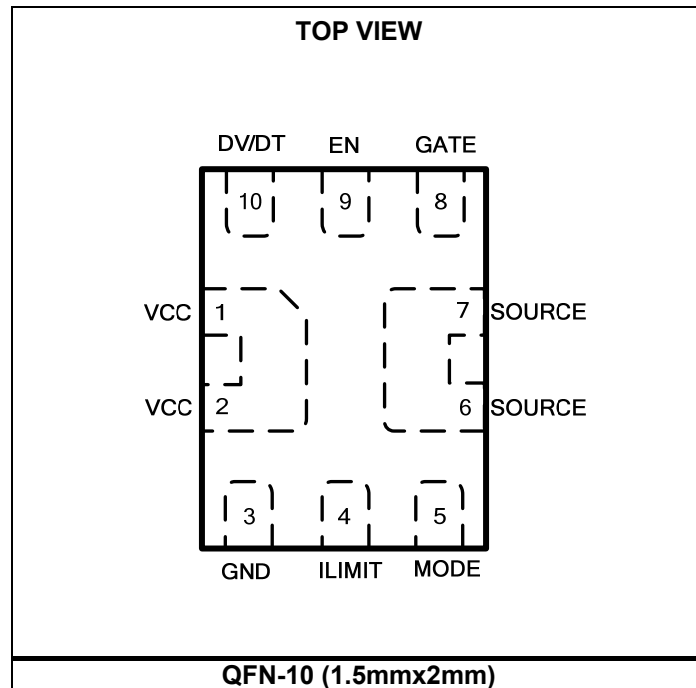 TOP VIEW
DV/DT EN GATE
10 9 8
VCC 1 7 SOURCE
VCC 2 6 SOURCE
3 4 5
GND ILIMIT MODE
QFN-10 (1.5mmx2mm)